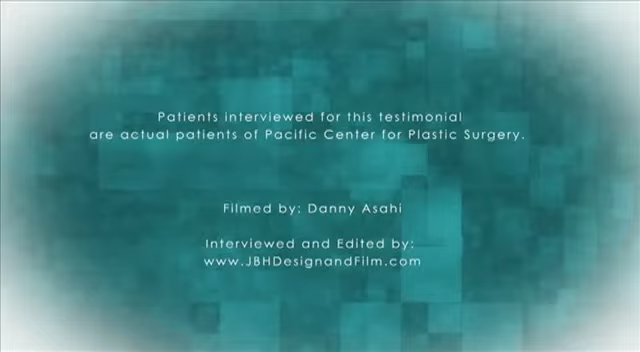 Patients interviewed for this testimonial
are actual patients of Pacific Center for Plastic Surgery.
Filmed by: Danny Asahi
Interviewed and Edited by:
www.JBHDesignandFilm.com